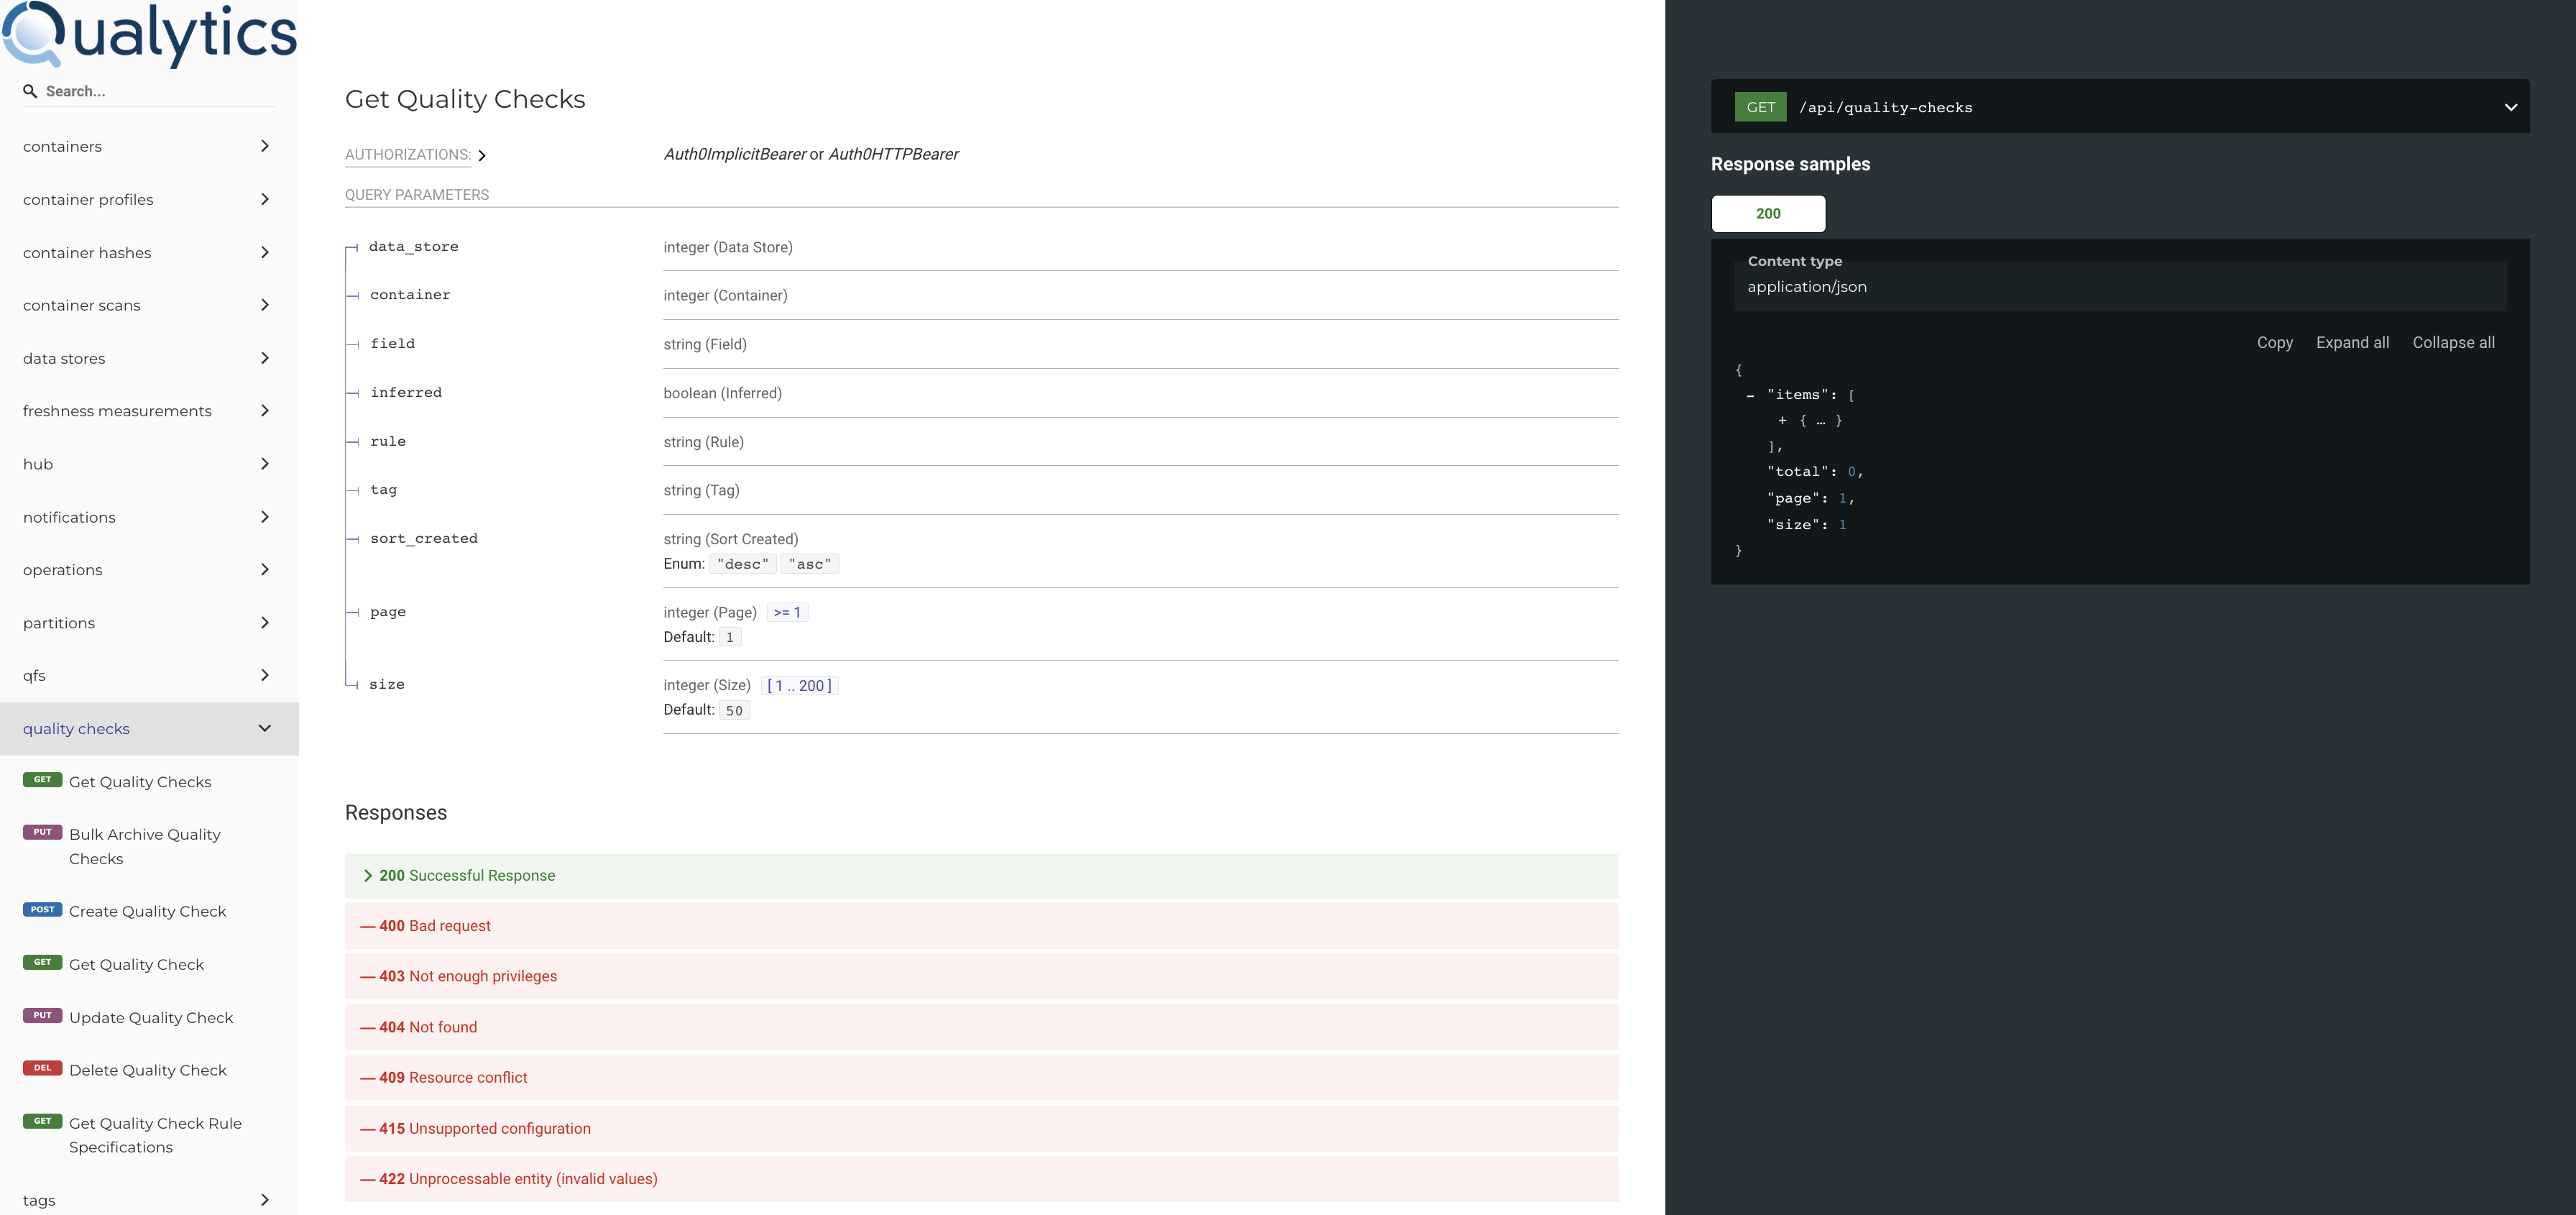 Qualytics
Search...
containers
container profiles
container hashes
container scans
data stores
freshness measurements
hub
notifications
operations
partitions
qfs
quality checks
GET Get Quality Checks
PUT Bulk Archive Quality
Checks
POST Create Quality Check
GET Get Quality Check
PUT Update Quality Check
DEL Delete Quality Check
GET Get Quality Check Rule
Specifications
tags
Get Quality Checks
AUTHORIZATIONS: Auth0ImplicitBearer or Auth0HTTPBearer
QUERY PARAMETERS
data_store integer (Data Store)
container integer (Container)
field string (Field)
inferred boolean (Inferred)
rule string (Rule)
tag string (Tag)
sort_created string (Sort Created)
Enum: "desc" "asc"
page integer (Page) >= 1
Default: 1
size integer (Size) [ 1 .. 200 ]
Default: 50
Responses
200 Successful Response
— 400 Bad request
— 403 Not enough privileges
— 404 Not found
— 409 Resource conflict
— 415 Unsupported configuration
— 422 Unprocessable entity (invalid values)
GET /api/quality-checks
Response samples
200
Content type
application/json
Copy Expand all Collapse all
{
- "items": [
+ { … }
],
"total": 0,
"page": 1,
"size": 1
}